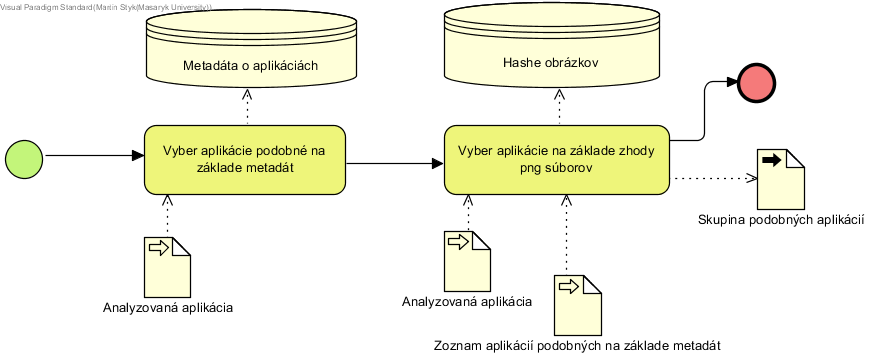 Visual Paradigm Standard(Martin Styk(Masaryk University))
Metadáta o aplikáciách
Hashe obrázkov
Vyber aplikácie podobné na
základe metadát
Vyber aplikácie na základe zhody
png súborov
Skupina podobných aplikácií
Analyzovaná aplikácia
Analyzovaná aplikácia
Zoznam aplikácií podobných na základe metadát